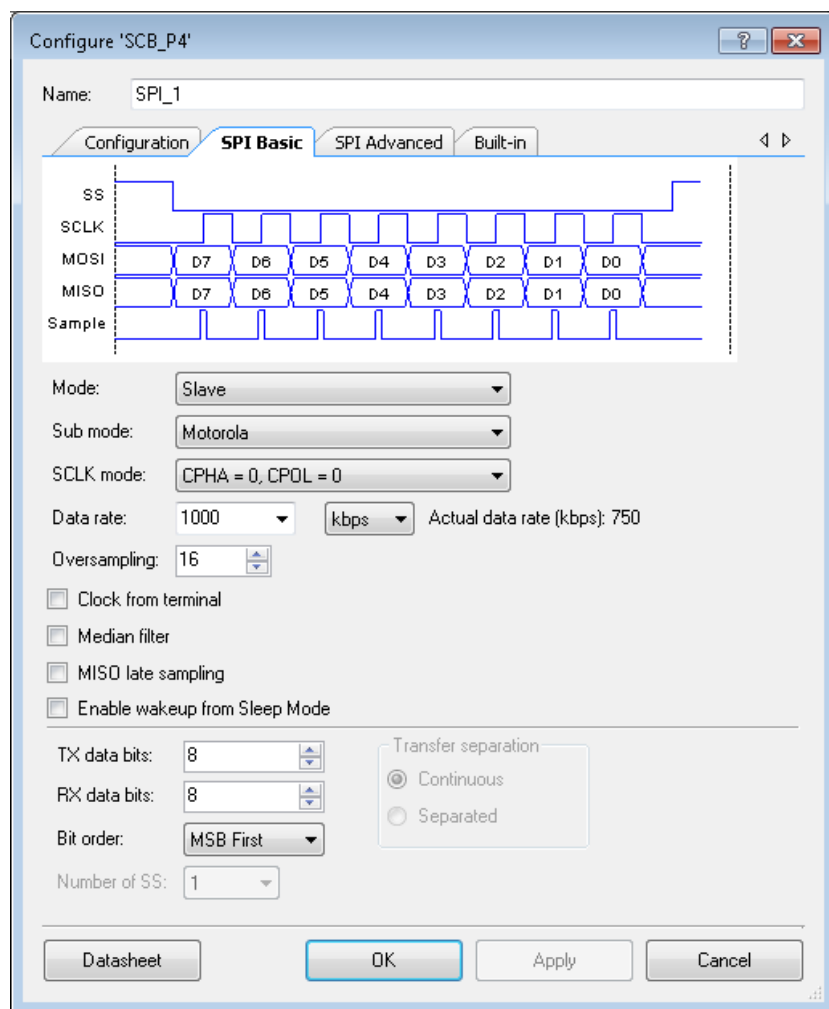 Configure 'SCB_P4'
Name: SPI_1
Configuration SPI Basic SPI Advanced Built-in
SS
SCLK
MOSI D7 D6 D5 D4 D3 D2 D1 D0
MISO D7 D6 D5 D4 D3 D2 D1 D0
Sample
Mode: Slave
Sub mode: Motorola
SCLK mode: CPHA = 0, CPOL = 0
Data rate: 1000 kbps Actual data rate (kbps): 750
Oversampling: 16
Clock from terminal
Median filter
MISO late sampling
Enable wakeup from Sleep Mode
TX data bits: 8
RX data bits: 8
Bit order: MSB First
Number of SS: 1
Transfer separation
Continuous
Separated
Datasheet OK Apply Cancel